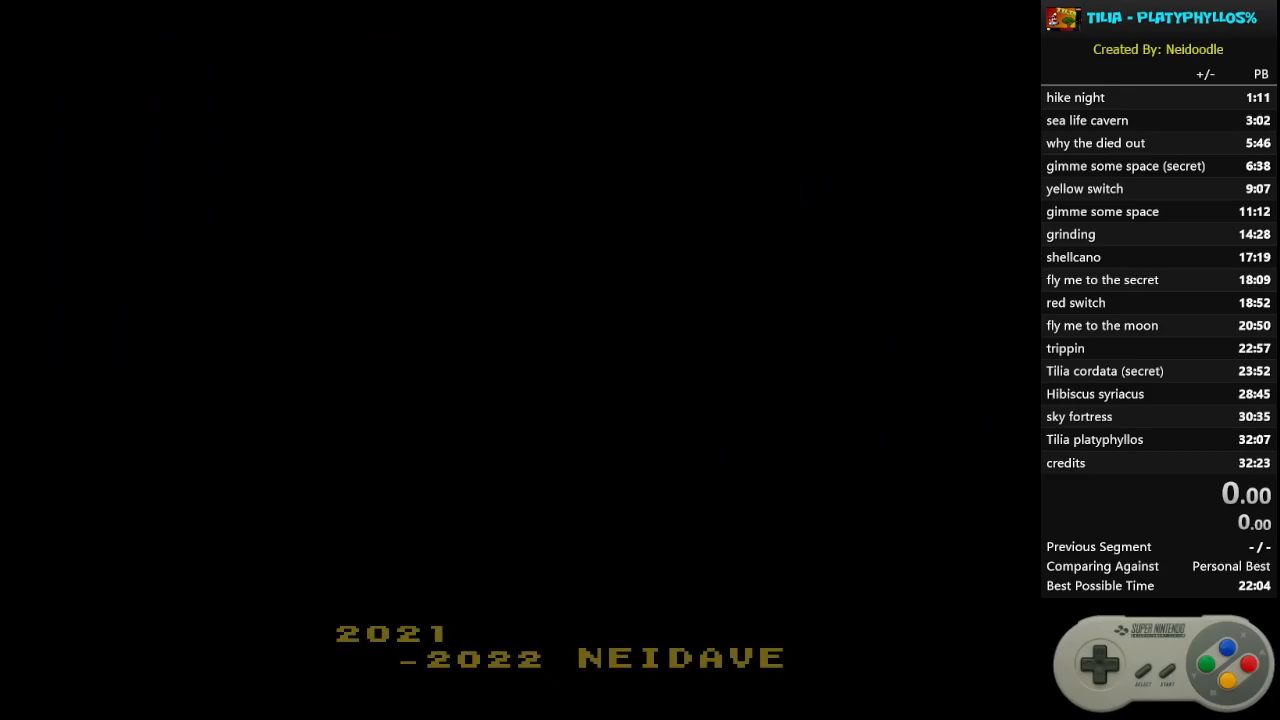 TILIA - PLATYPHYLLOS%
Created By: Neidoodle
+/- PB
hike night 1:11
sea life cavern 3:02
why the died out 5:46
gimme some space (secret) 6:38
yellow switch 9:07
gimme some space 11:12
grinding 14:28
shellcano 17:19
fly me to the secret 18:09
red switch 18:52
fly me to the moon 20:50
trippin 22:57
Tilia cordata (secret) 23:52
Hibiscus syriacus 28:45
sky fortress 30:35
Tilia platyphyllos 32:07
credits 32:23
0.00
0.00
Previous Segment - / -
Comparing Against Personal Best
Best Possible Time 22:04
2021
-2022 NEIDAVE
SUPER NINTENDO
SELECT START